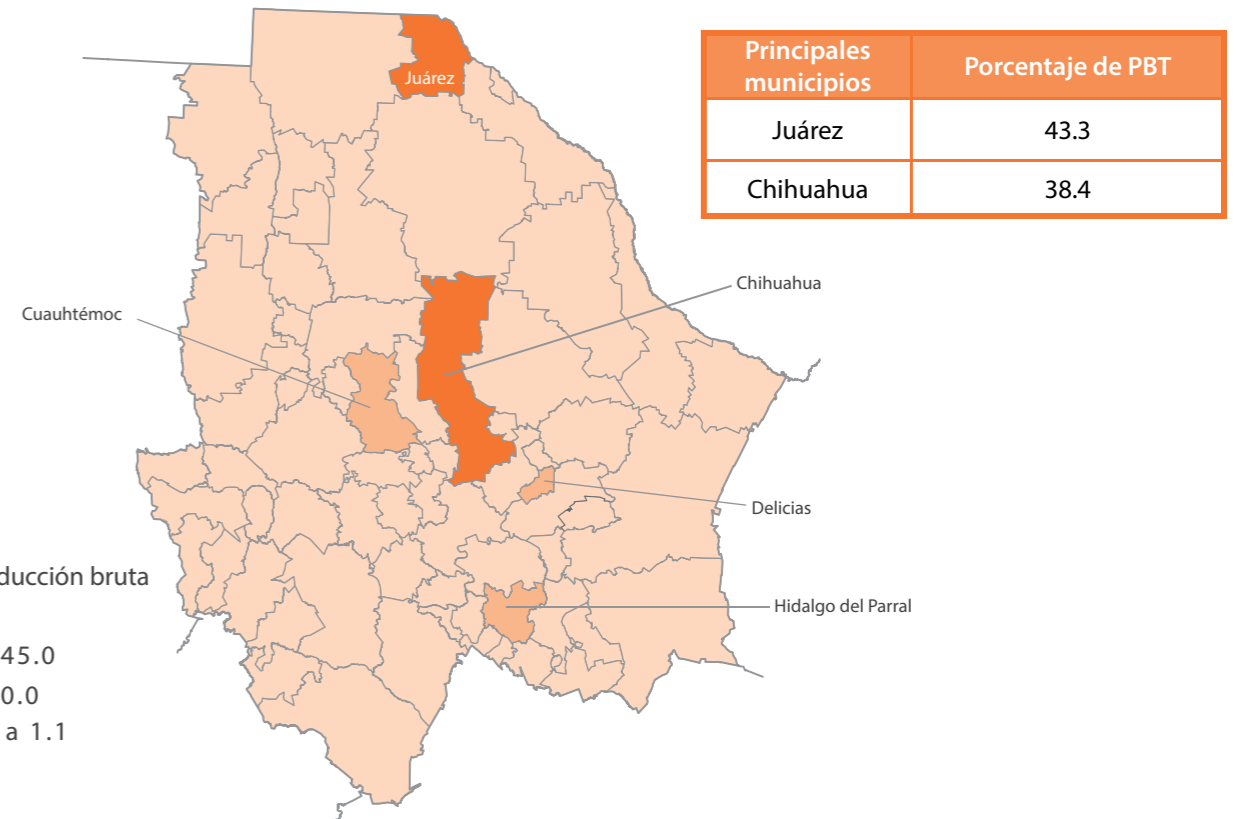 Principales
municipios
Porcentaje de PBT
Juárez
43.3
Chihuahua
38.4
Juárez
Chihuahua
Cuauhtémoc
Delicias
bruta
Hidalgo del Parral
45.0
0.0
a 1.1